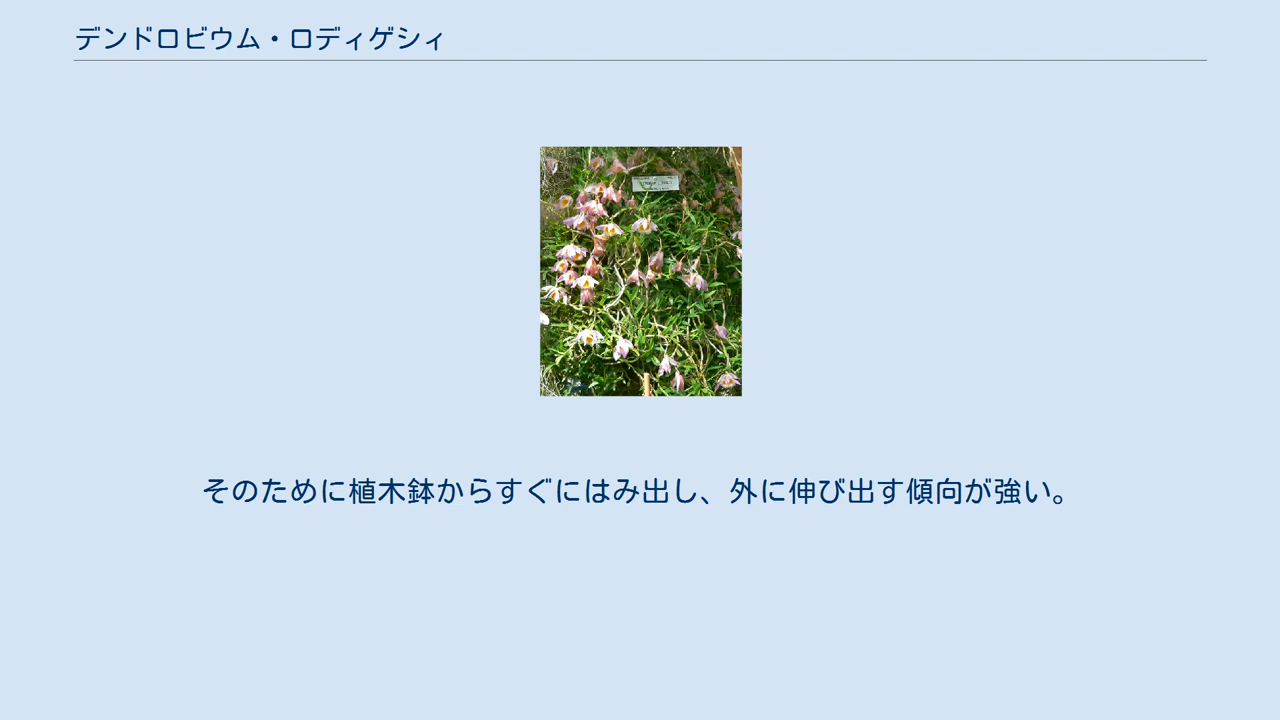 デンドロビウム・ロディゲシィ
そのために植木鉢からすぐにはみ出し、外に伸び出す傾向が強い。